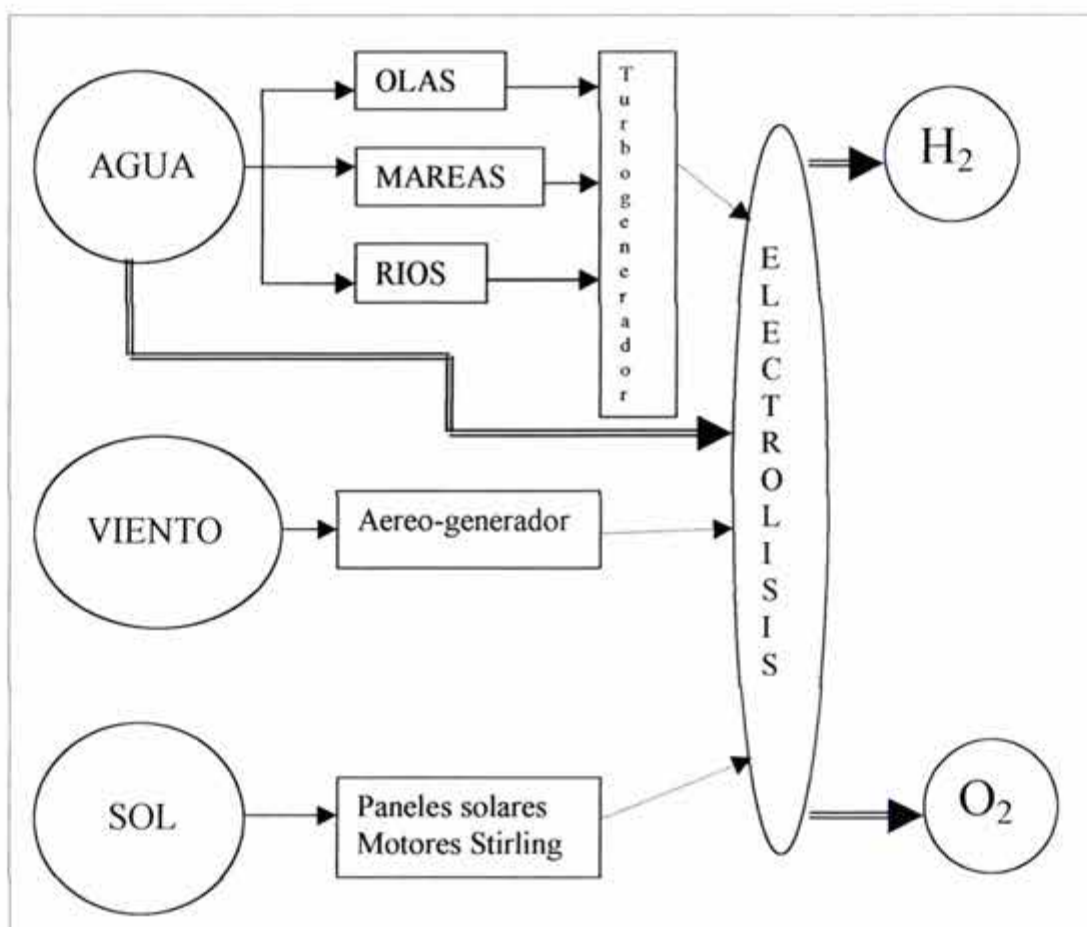 AGUA
OLAS
MAREAS
RIOS
Turbogenerador
ELECTROLISIS
H₂
VIENTO
Aereo-generador
SOL
Paneles solares
Motores Stirling
O₂